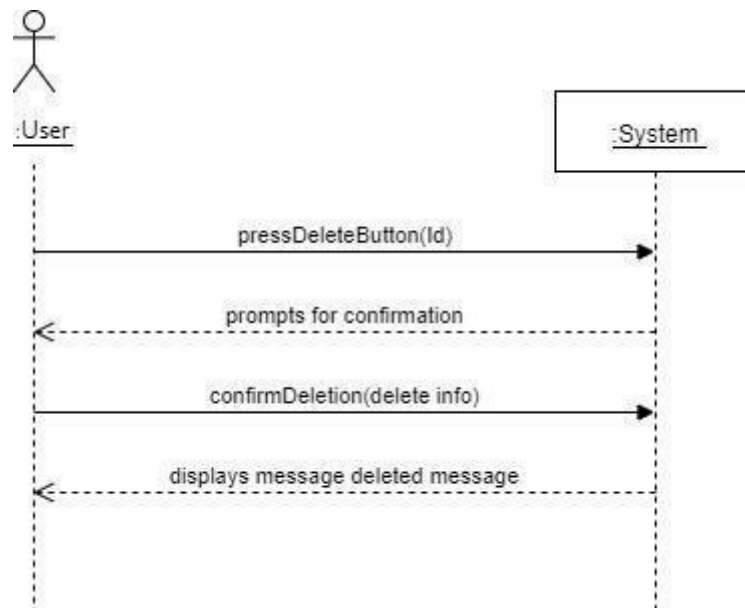 :User
:System
pressDeleteButton(Id)
prompts for confirmation
confirmDeletion(delete info)
displays message deleted message